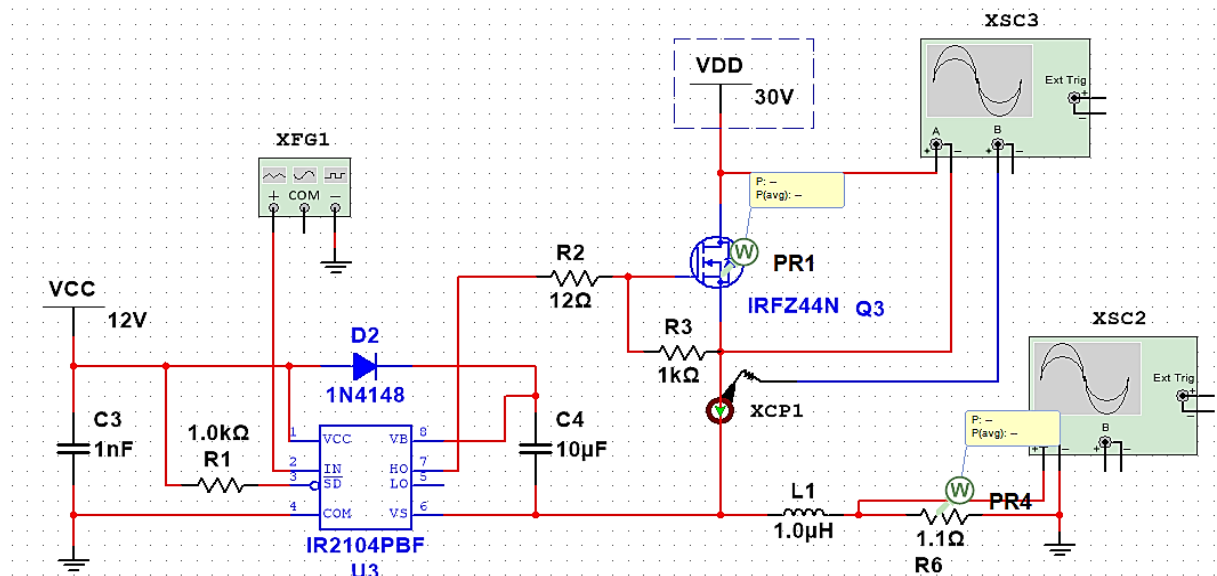 XSC3
Ext Trig
+
−
A
B
+ − + −
VDD
30V
XFG1
+ COM −
P: --
P(avg): --
R2
12Ω
PR1
IRFZ44N Q3
VCC
12V
D2
1N4148
R3
1kΩ
XCP1
XSC2
Ext Trig
+
−
B
+ − + −
P: --
P(avg): --
C3
1nF
1.0kΩ
R1
C4
10µF
1 VCC VB 8
2 IN HO 7
3 SD LO 5
4 COM VS 6
IR2104PBF
U3
L1
1.0µH
PR4
1.1Ω
R6